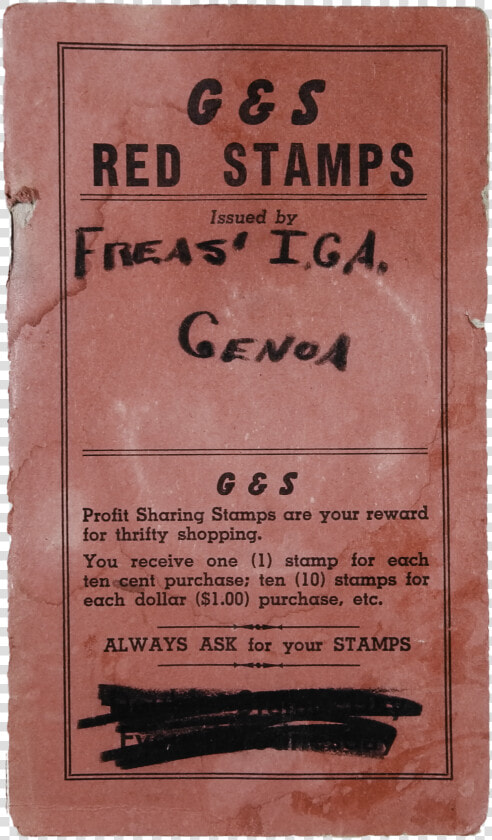 G & S
RED STAMPS
Issued by
FREAS' I.G.A.
GENOA
G & S
Profit Sharing Stamps are your reward
for thrifty shopping.
You receive one (1) stamp for each
ten cent purchase; ten (10) stamps for
each dollar ($1.00) purchase, etc.
ALWAYS ASK for your STAMPS